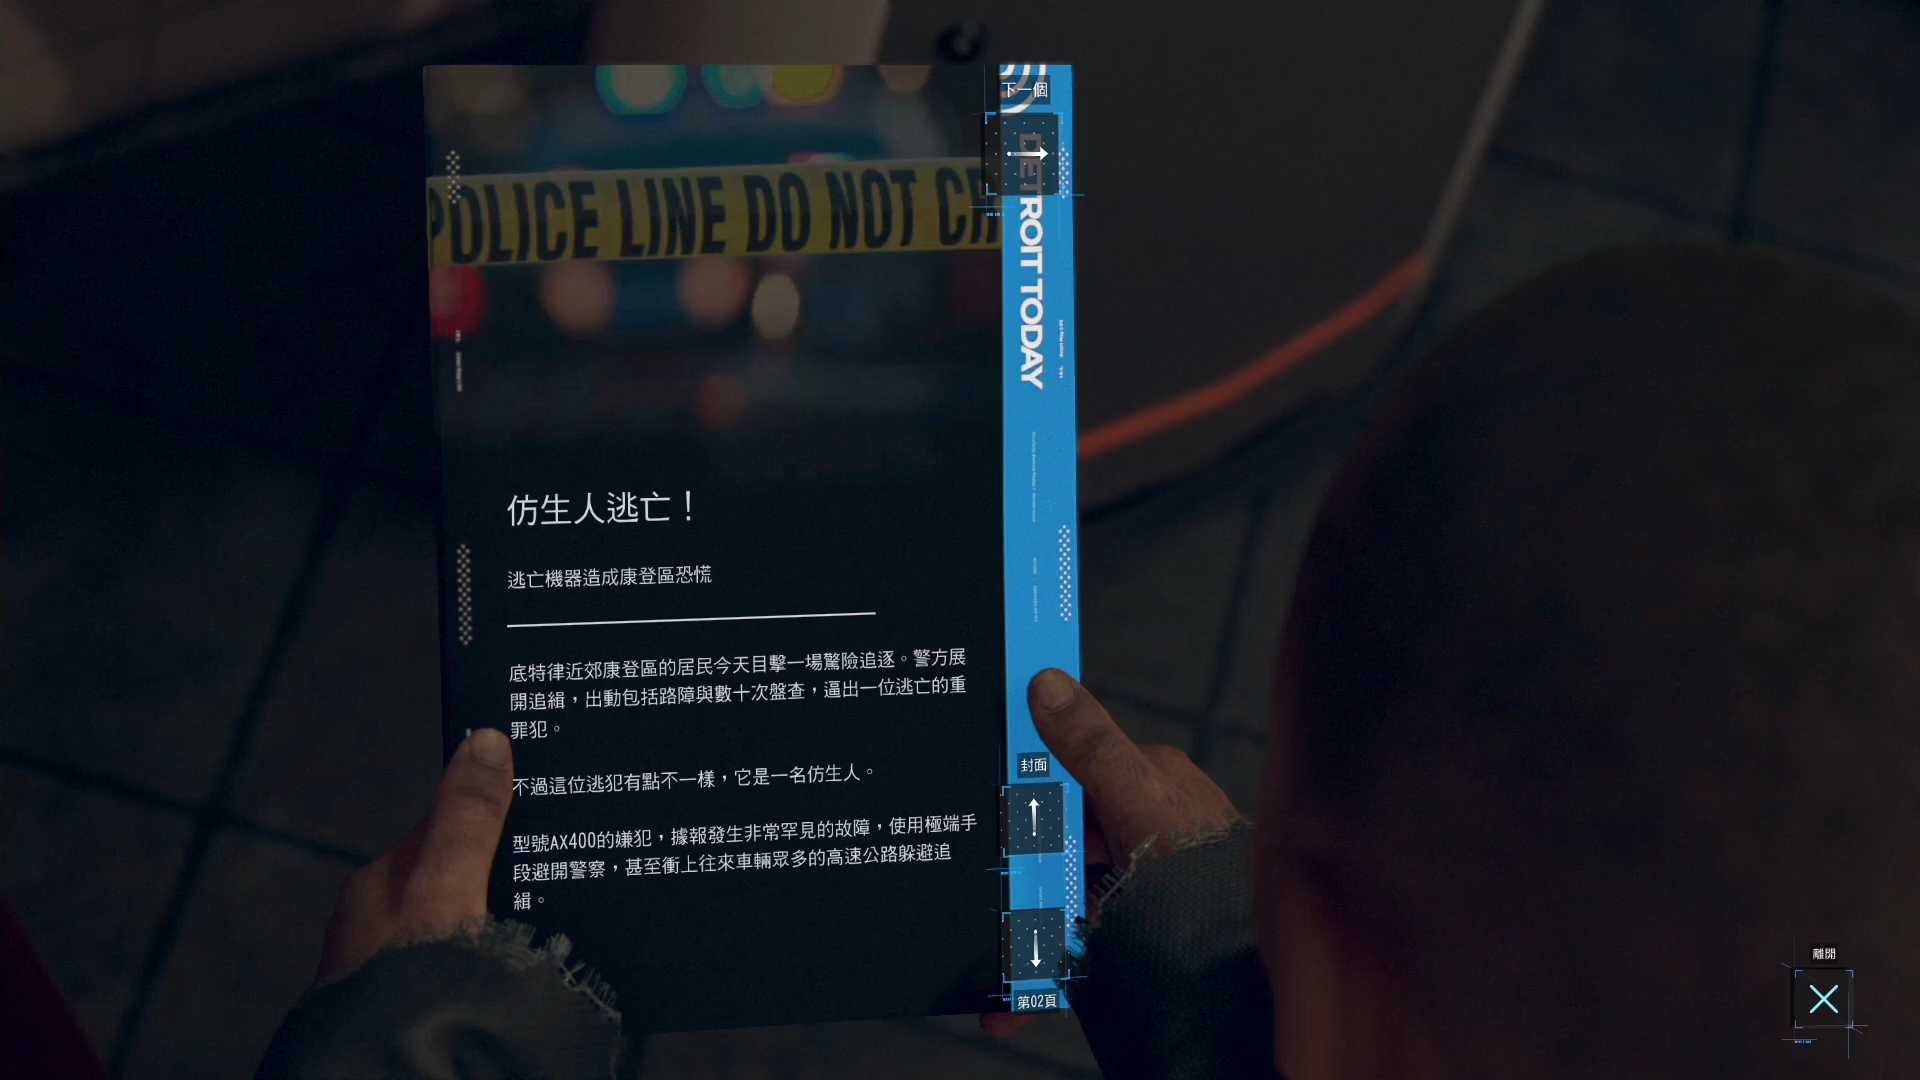 下一個
DETROIT TODAY
POLICE LINE DO NOT CR
仿生人逃亡！
逃亡機器造成康登區恐慌
底特律近郊康登區的居民今天目擊一場驚險追逐。警方展
開追緝，出動包括路障與數十次盤查，逼出一位逃亡的重
罪犯。
不過這位逃犯有點不一樣，它是一名仿生人。
型號AX400的嫌犯，據報發生非常罕見的故障，使用極端手
段避開警察，甚至衝上往來車輛眾多的高速公路躲避追
緝。
封面
第02頁
離開